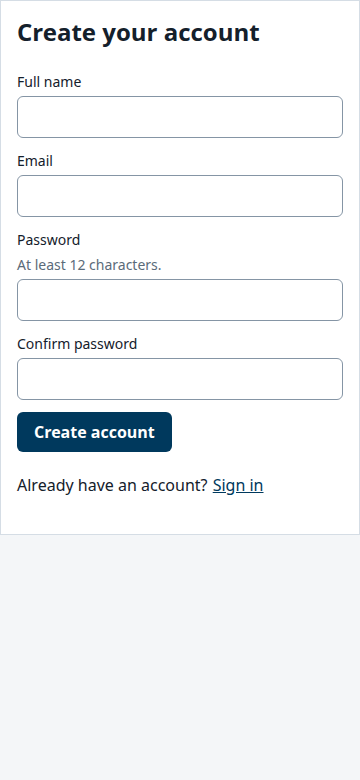 Create your account
Full name
Email
Password
At least 12 characters.
Confirm password
Create account
Already have an account? Sign in